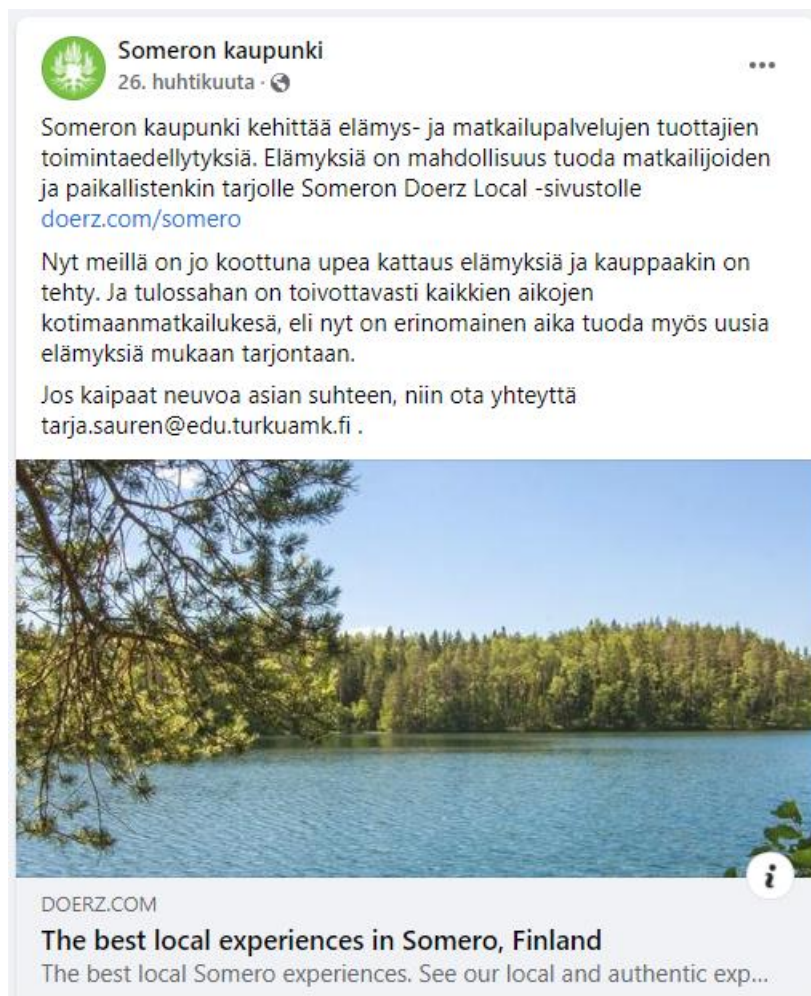 Someron kaupunki
26. huhtikuuta ·
Someron kaupunki kehittää elämys- ja matkailupalvelujen tuottajien
toimintaedellytyksiä. Elämyksiä on mahdollisuus tuoda matkailijoiden
ja paikallistenkin tarjolle Someron Doerz Local -sivustolle
doerz.com/somero
Nyt meillä on jo koottuna upea kattaus elämyksiä ja kauppaakin on
tehty. Ja tulossahan on toivottavasti kaikkien aikojen
kotimaanmatkailukesä, eli nyt on erinomainen aika tuoda myös uusia
elämyksiä mukaan tarjontaan.
Jos kaipaat neuvoa asian suhteen, niin ota yhteyttä
tarja.sauren@edu.turkuamk.fi .
DOERZ.COM
The best local experiences in Somero, Finland
The best local Somero experiences. See our local and authentic exp...